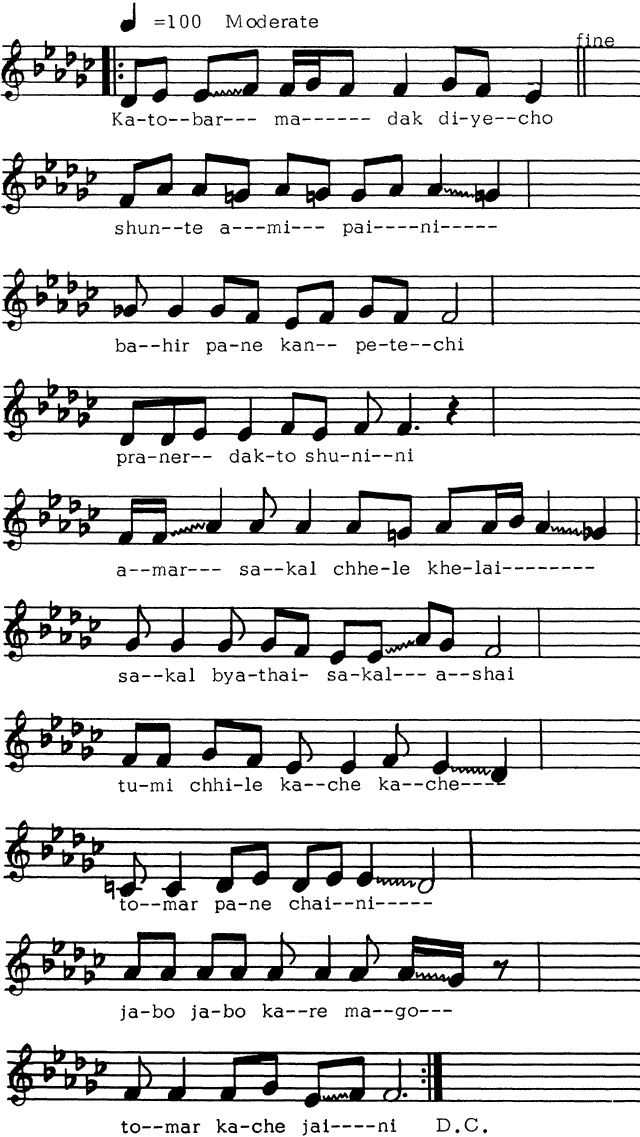 =100 Moderate
fine
Ka-to--bar--- ma------ dak di-ye--cho
shun--te a---mi--- pai----ni-----
ba--hir pa-ne kan-- pe-te--chi
pra-ner-- dak-to shu-ni--ni
a--mar--- sa--kal chhe-le khe-lai--------
sa--kal bya-thai- sa-kal--- a--shai
tu-mi chhi-le ka--che ka--che----
to--mar pa-ne chai--ni-----
ja-bo ja-bo ka--re ma--go---
to--mar ka-che jai----ni D.C.